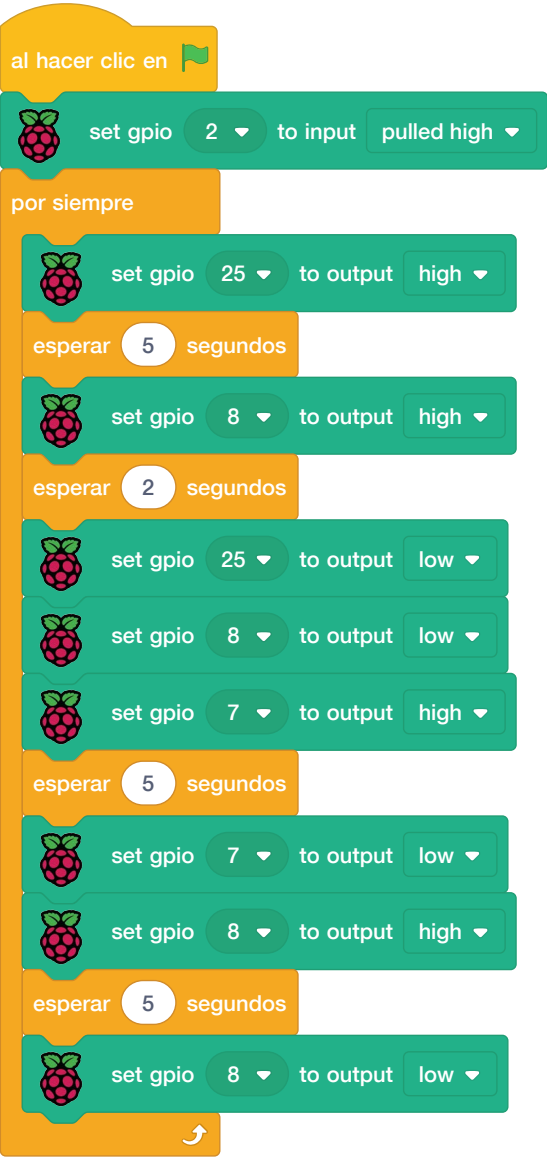 al hacer clic en
set gpio 2 to input pulled high
por siempre
set gpio 25 to output high
esperar 5 segundos
set gpio 8 to output high
esperar 2 segundos
set gpio 25 to output low
set gpio 8 to output low
set gpio 7 to output high
esperar 5 segundos
set gpio 7 to output low
set gpio 8 to output high
esperar 5 segundos
set gpio 8 to output low